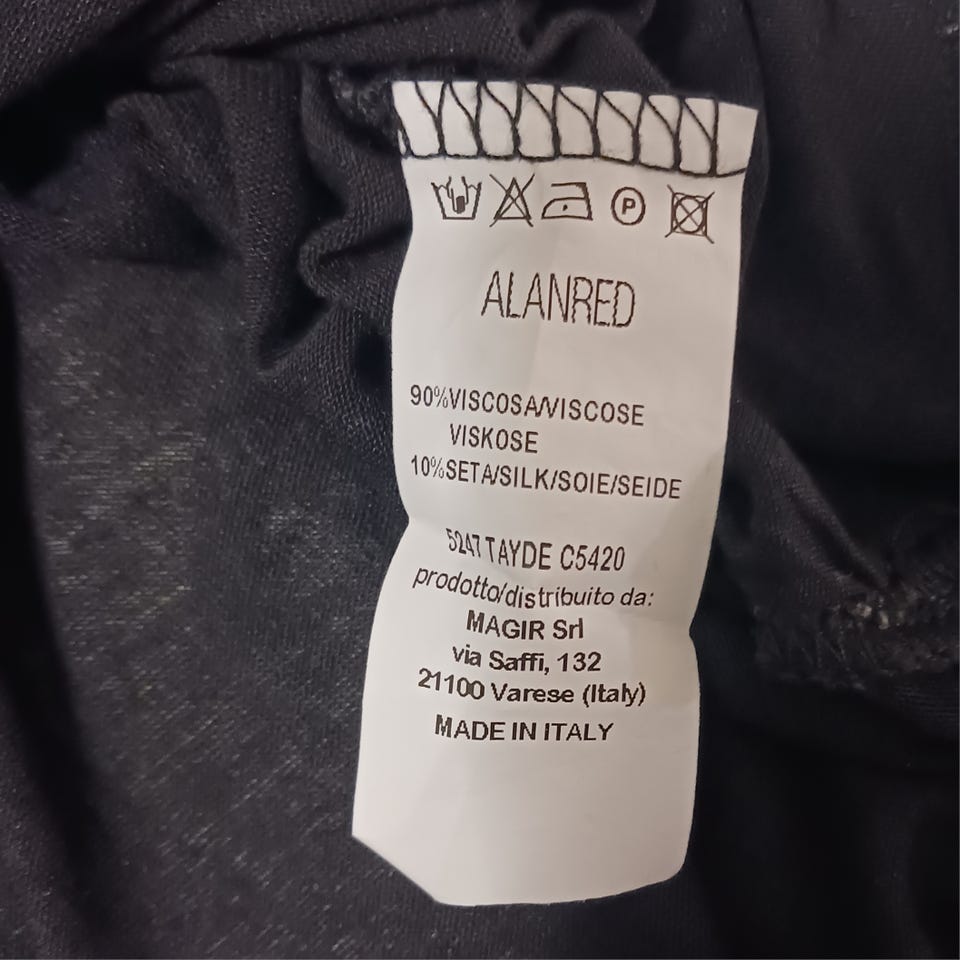 P
ALANRED
90%VISCOSA/VISCOSE
VISKOSE
10%SETA/SILK/SOIE/SEIDE
5247 TAYDE C5420
prodotto/distribuito da:
MAGIR Srl
via Saffi, 132
21100 Varese (Italy)
MADE IN ITALY